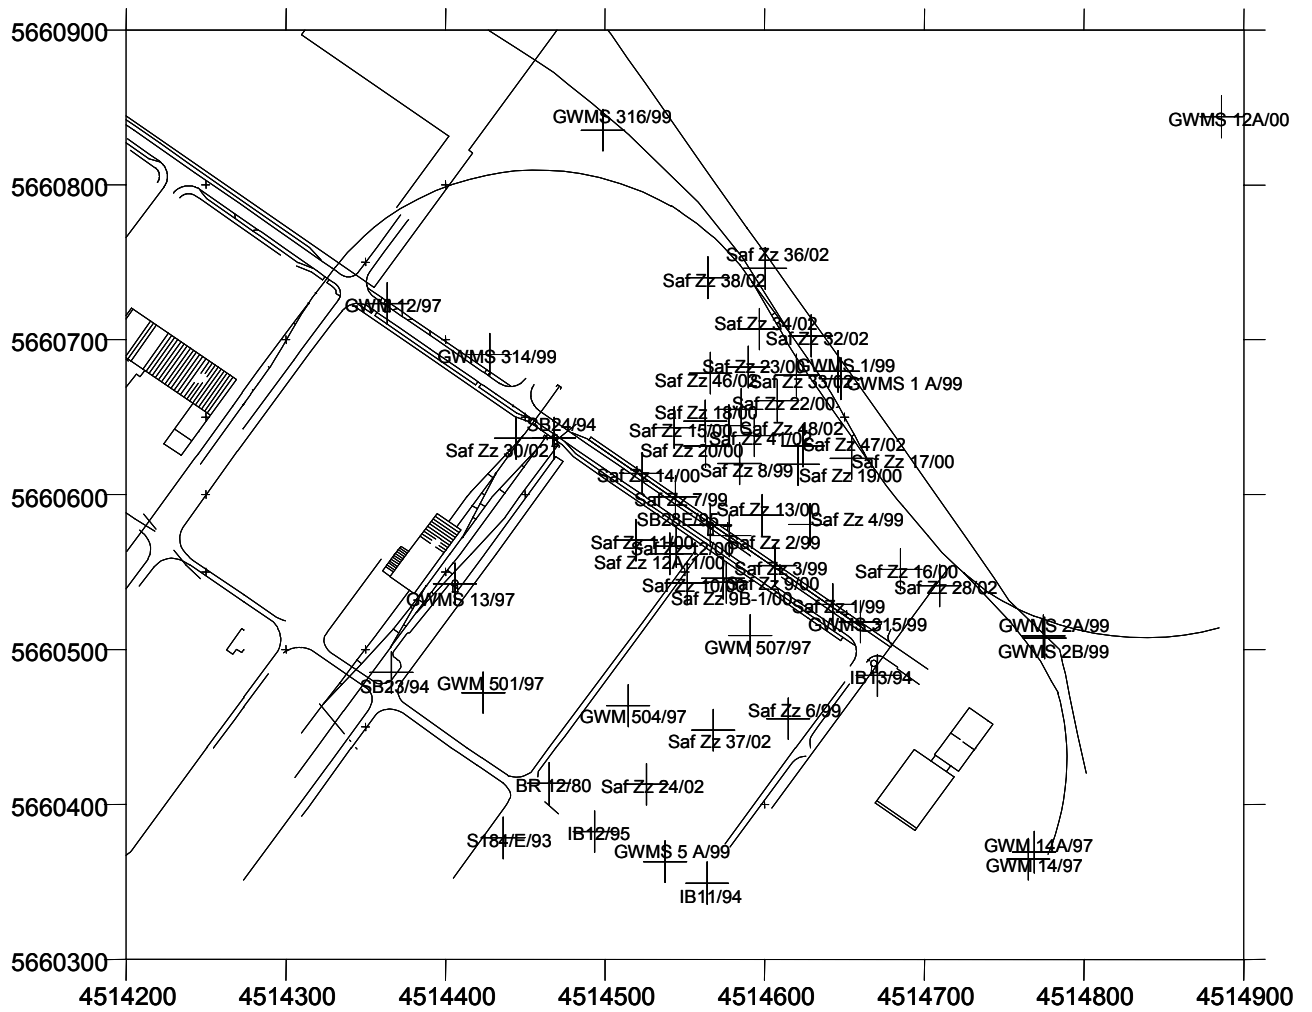 5660900
GWMS 316/99
GWMS 12A/00
5660800
Saf Zz 36/02
Saf Zz 38/02
GWM 12/97
Saf Zz 34/02
Saf Zz 32/02
5660700
GWMS 314/99
Saf Zz 23/00
GWMS 1/99
Saf Zz 46/02
Saf Zz 33/02
GWMS 1 A/99
Saf Zz 22/00
Saf Zz 18/00
SB24/94
Saf Zz 15/00
Saf Zz 48/02
Saf Zz 41/02
Saf Zz 47/02
Saf Zz 30/02
Saf Zz 20/00
Saf Zz 17/00
Saf Zz 14/00
Saf Zz 8/99
Saf Zz 19/00
5660600
Saf Zz 7/99
Saf Zz 13/00
Saf Zz 4/99
Saf Zz 11/00
Saf Zz 12/00
Saf Zz 2/99
Saf Zz 12A-1/00
Saf Zz 3/99
Saf Zz 16/00
Saf Zz 10/00
Saf Zz 9/00
Saf Zz 28/02
GWMS 13/97
Saf Zz 9B-1/00
Saf Zz 1/99
GWMS 315/99
GWMS 2A/99
5660500
GWM 507/97
GWMS 2B/99
SB23/94
GWM 501/97
IB13/94
GWM 504/97
Saf Zz 6/99
Saf Zz 37/02
BR 12/80
Saf Zz 24/02
5660400
S184/E/93
IB12/95
GWMS 5 A/99
GWM 14A/97
GWM 14/97
IB11/94
5660300
4514200 4514300 4514400 4514500 4514600 4514700 4514800 4514900